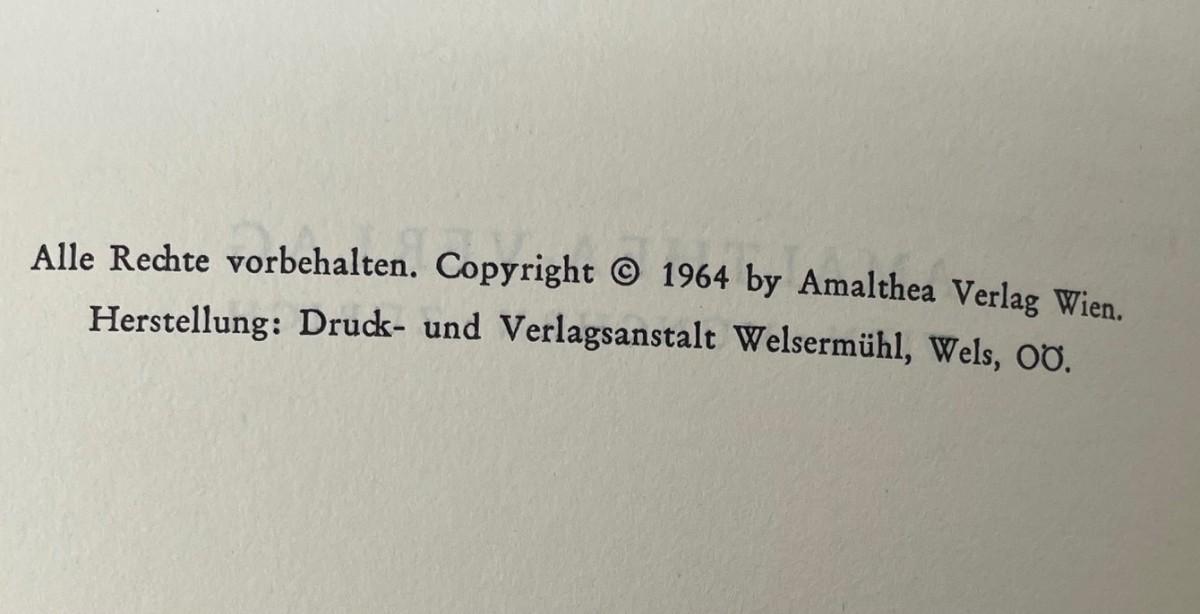 Alle Rechte vorbehalten. Copyright © 1964 by Amalthea Verlag Wien.
Herstellung: Druck- und Verlagsanstalt Welsermühl, Wels, OÖ.